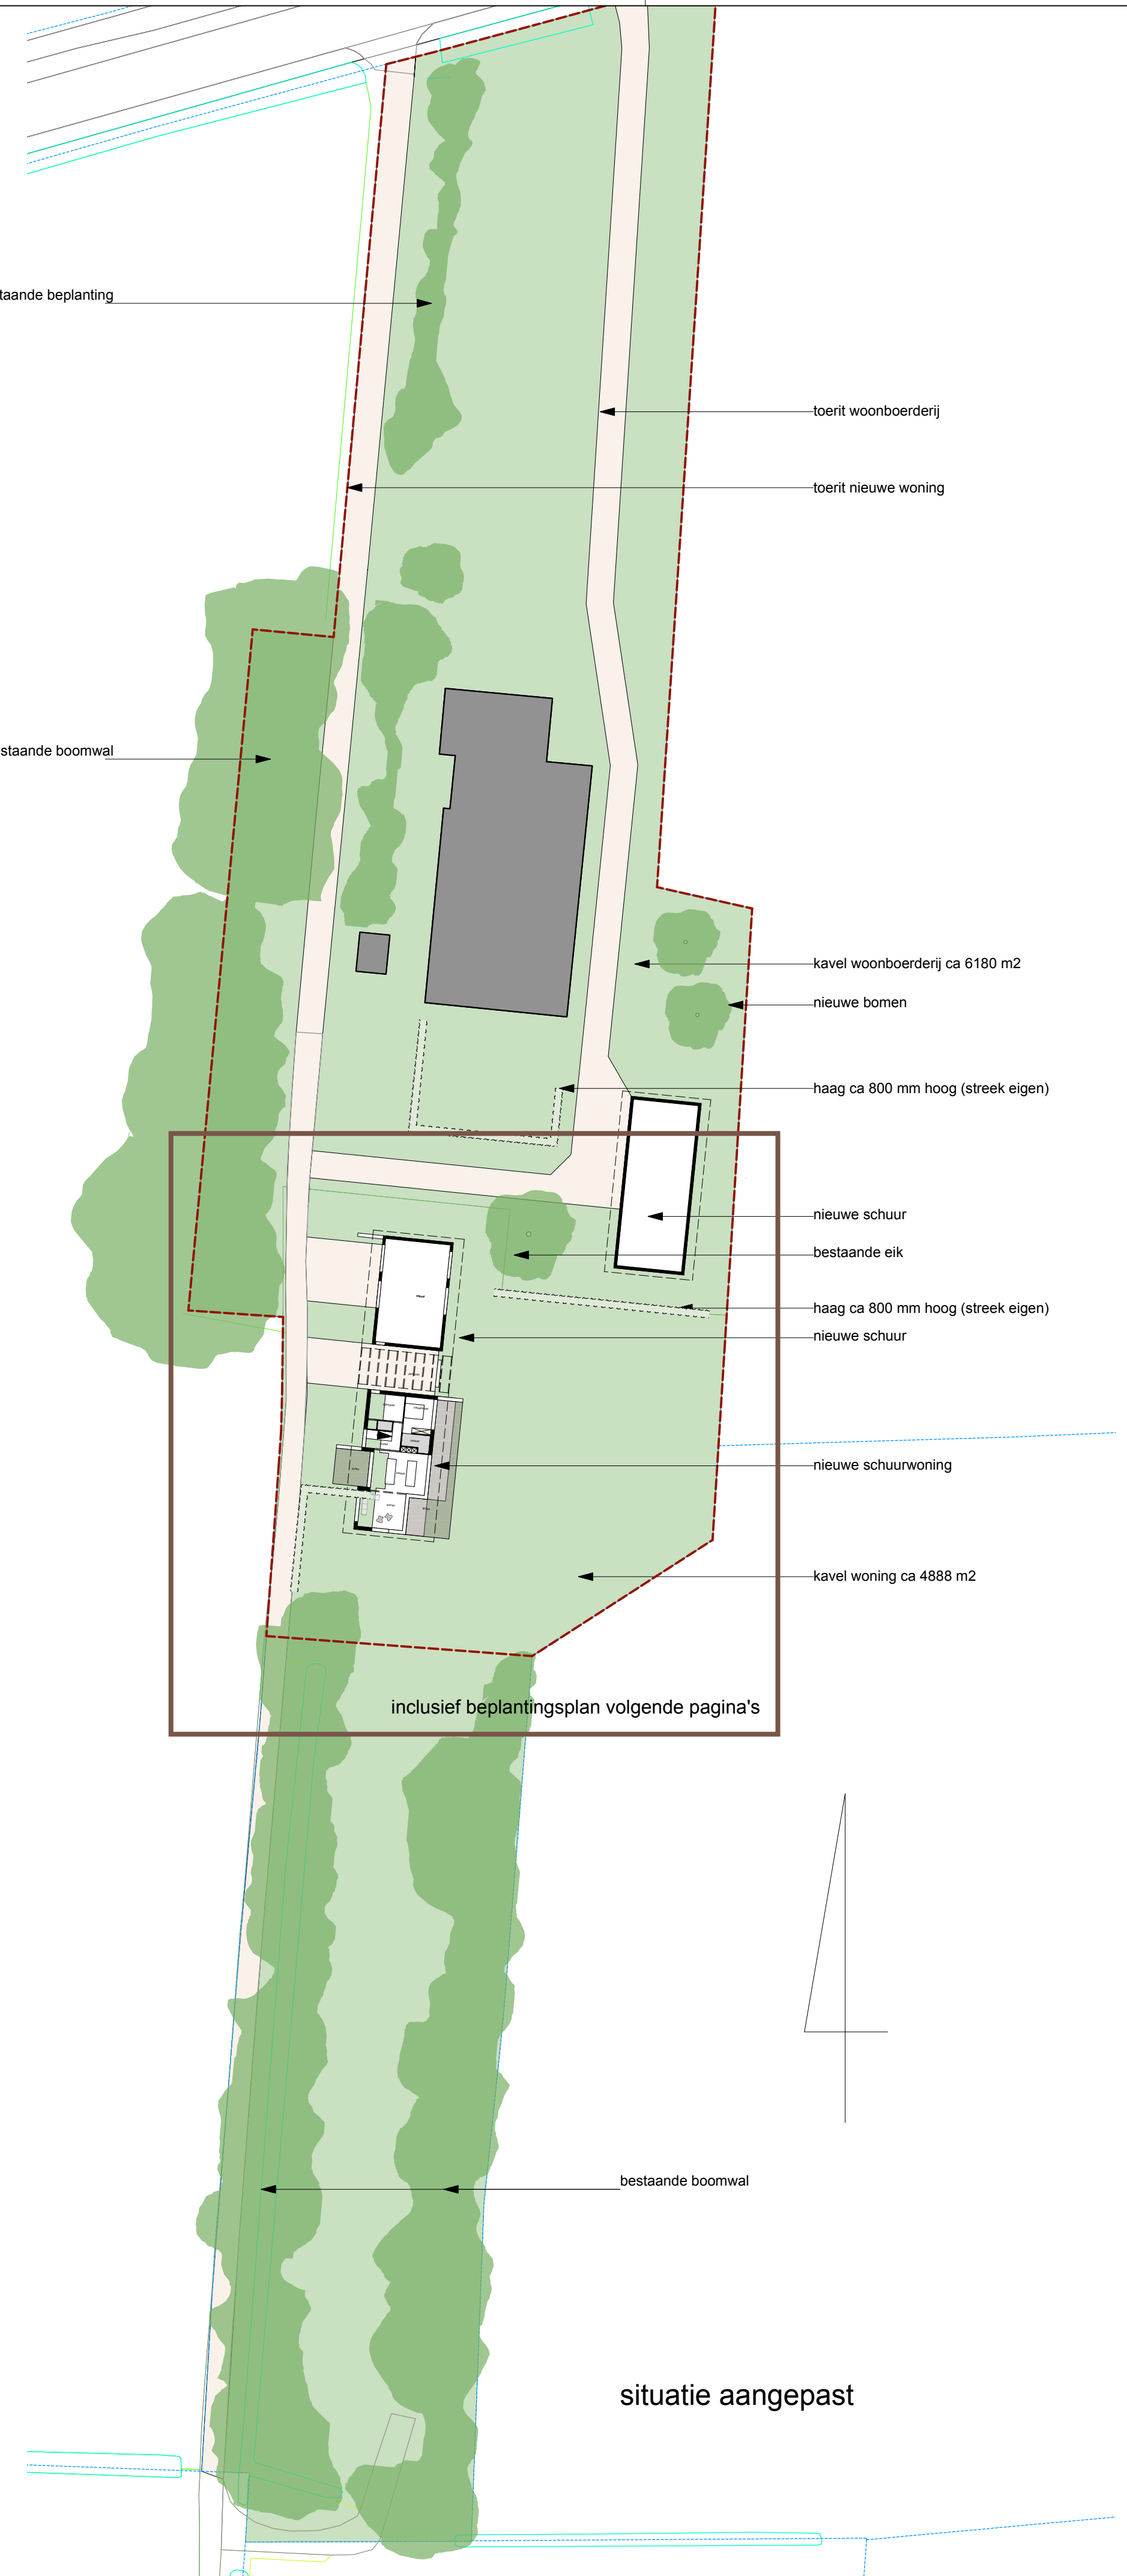 taande beplanting
toerit woonboerderij
toerit nieuwe woning
staande boomwal
kavel woonboerderij ca 6180 m2
nieuwe bomen
haag ca 800 mm hoog (streek eigen)
nieuwe schuur
bestaande eik
haag ca 800 mm hoog (streek eigen)
nieuwe schuur
nieuwe schuurwoning
kavel woning ca 4888 m2
inclusief beplantingsplan volgende pagina's
bestaande boomwal
situatie aangepast